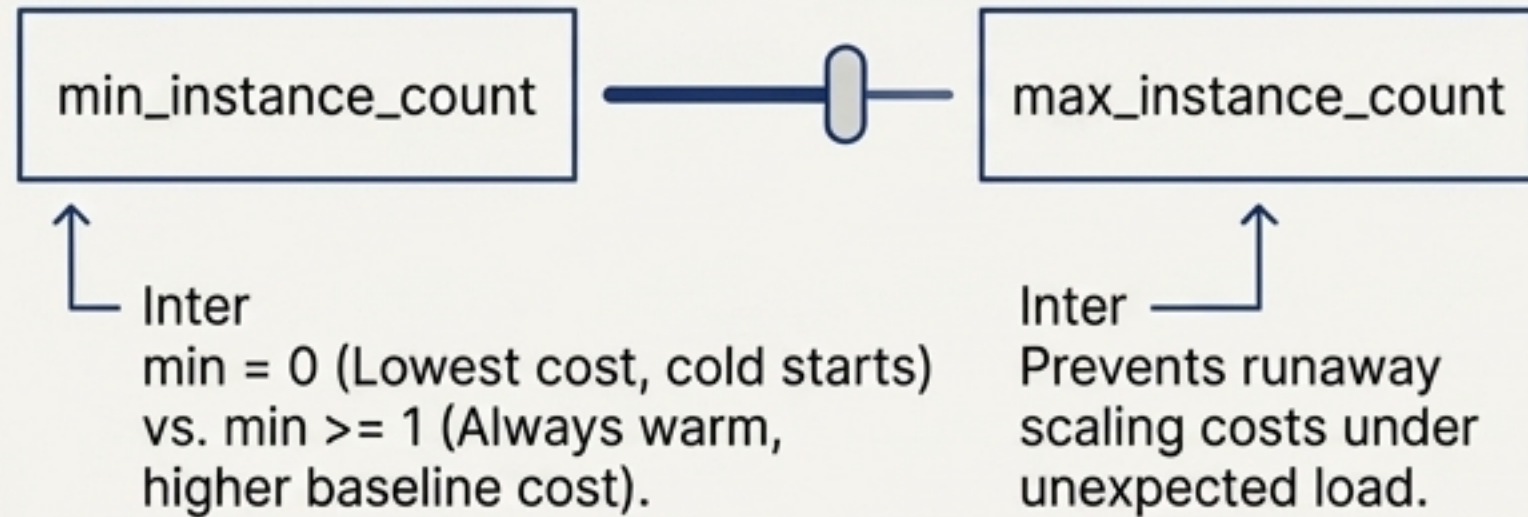 min_instance_count
max_instance_count
Inter
min = 0 (Lowest cost, cold starts)
vs. min >= 1 (Always warm,
higher baseline cost).
Inter
Prevents runaway
scaling costs under
unexpected load.